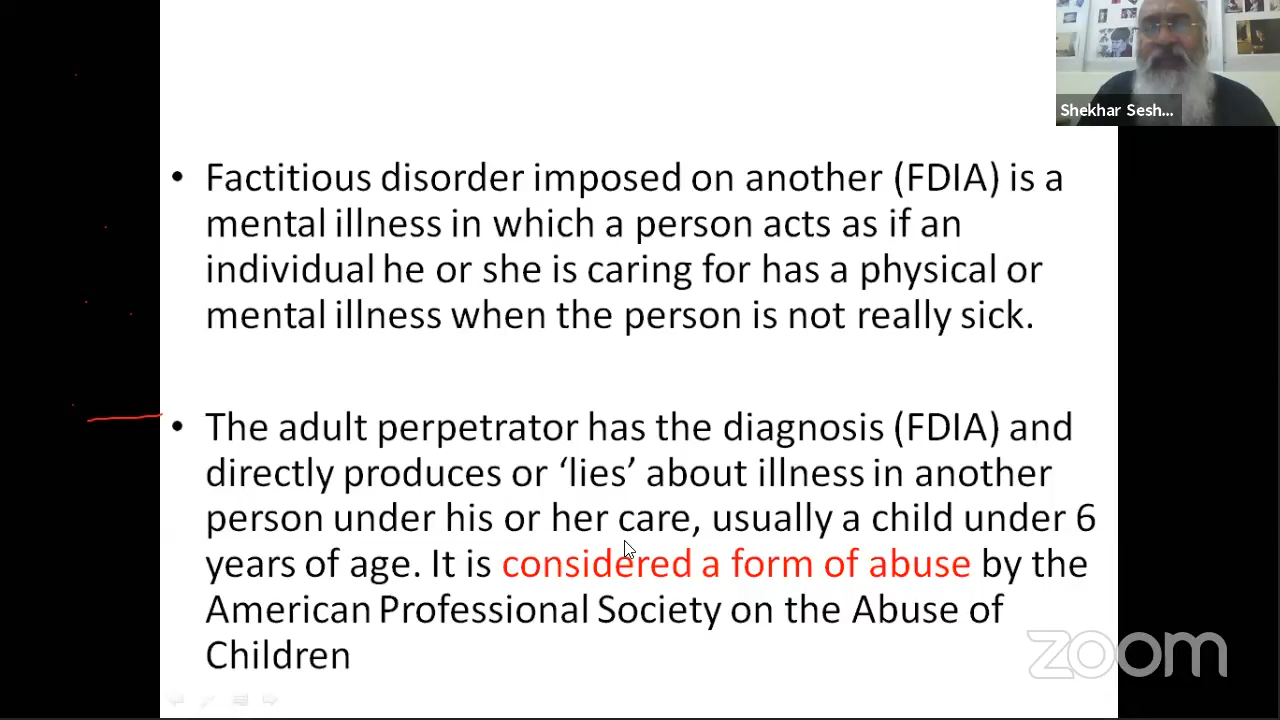 Shekhar Sesh...
• Factitious disorder imposed on another (FDIA) is a
mental illness in which a person acts as if an
individual he or she is caring for has a physical or
mental illness when the person is not really sick.
• The adult perpetrator has the diagnosis (FDIA) and
directly produces or ‘lies’ about illness in another
person under his or her care, usually a child under 6
years of age. It is considered a form of abuse by the
American Professional Society on the Abuse of
Children
zoom